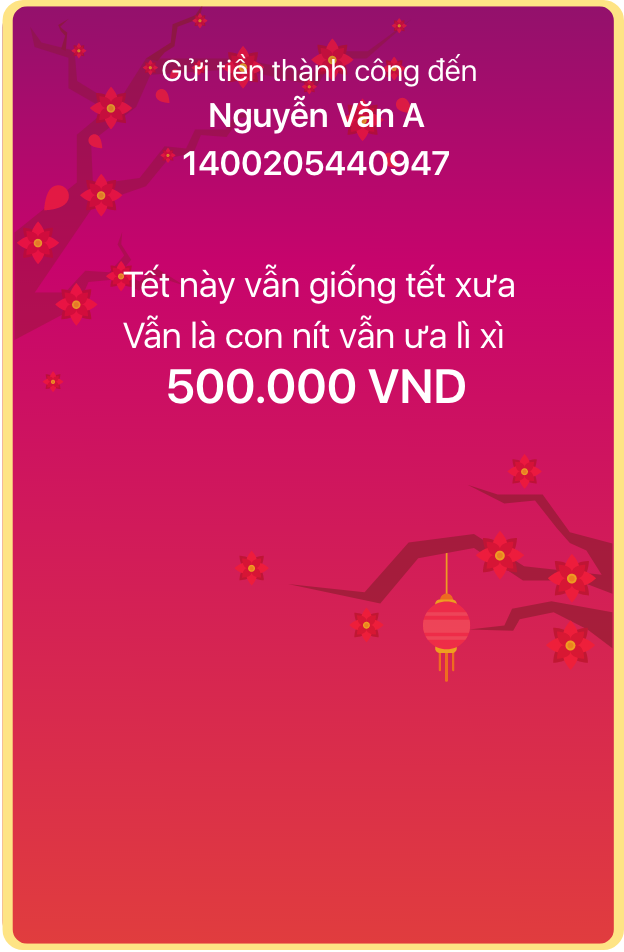 Gửi tiền thành công đến
Nguyễn Văn A
1400205440947
Tết này vẫn giống tết xưa
Vẫn là con nít vẫn ưa lì xì
500.000 VND